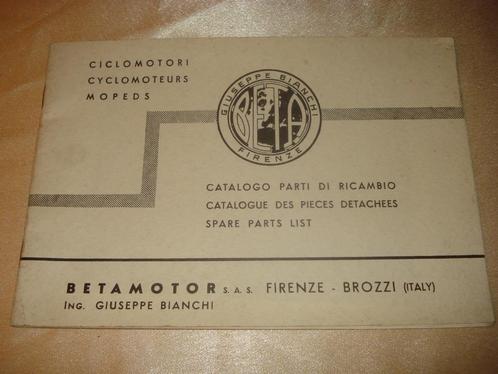 CICLOMOTORI
CYCLOMOTEURS
MOPEDS
GIUSEPPE BIANCHI
BETA
FIRENZE
CATALOGO PARTI DI RICAMBIO
CATALOGUE DES PIECES DETACHEES
SPARE PARTS LIST
BETAMOTOR S. A. S. FIRENZE - BROZZI (ITALY)
ING. GIUSEPPE BIANCHI